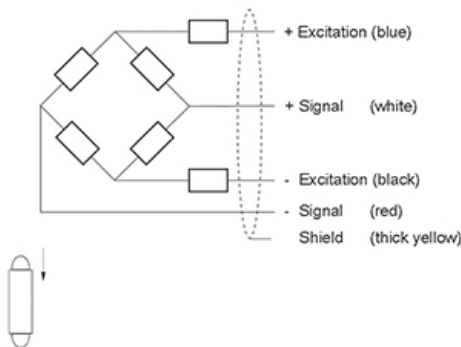 + Excitation (blue)
+ Signal (white)
- Excitation (black)
- Signal (red)
Shield (thick yellow)